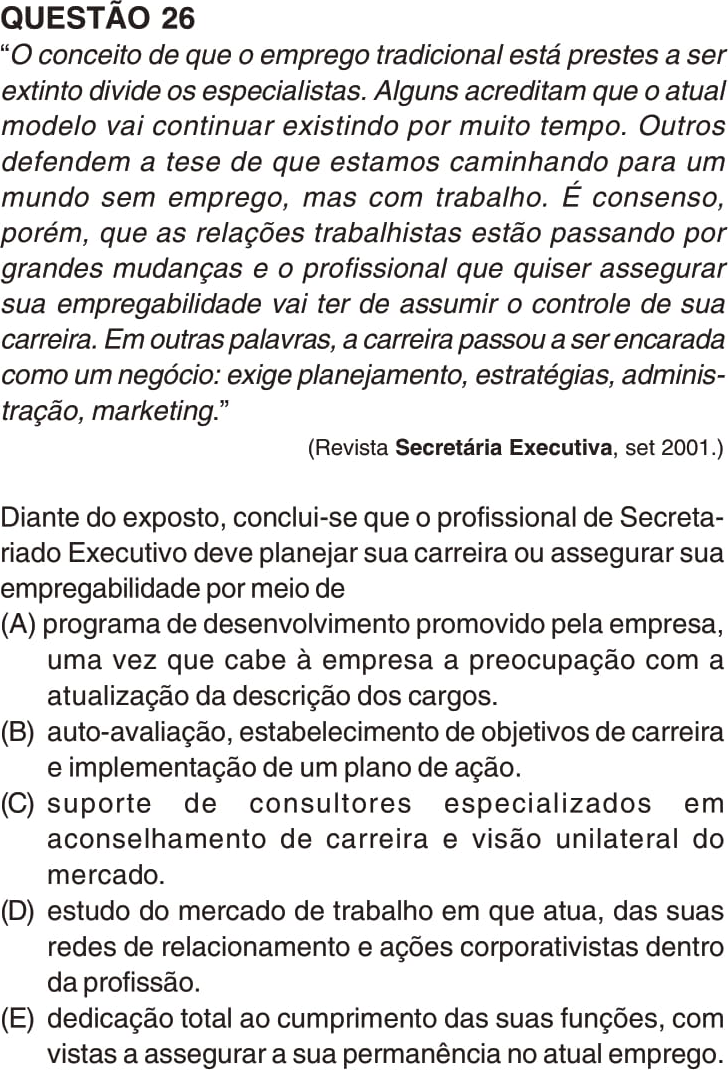 QUESTÃO 26
“O conceito de que o emprego tradicional está prestes a ser
extinto divide os especialistas. Alguns acreditam que o atual
modelo vai continuar existindo por muito tempo. Outros
defendem a tese de que estamos caminhando para um
mundo sem emprego, mas com trabalho. É consenso,
porém, que as relações trabalhistas estão passando por
grandes mudanças e o profissional que quiser assegurar
sua empregabilidade vai ter de assumir o controle de sua
carreira. Em outras palavras, a carreira passou a ser encarada
como um negócio: exige planejamento, estratégias, adminis-
tração, marketing.”
(Revista Secretária Executiva, set 2001.)
Diante do exposto, conclui-se que o profissional de Secreta-
riado Executivo deve planejar sua carreira ou assegurar sua
empregabilidade por meio de
(A) programa de desenvolvimento promovido pela empresa,
uma vez que cabe à empresa a preocupação com a
atualização da descrição dos cargos.
(B) auto-avaliação, estabelecimento de objetivos de carreira
e implementação de um plano de ação.
(C) suporte de consultores especializados em
aconselhamento de carreira e visão unilateral do
mercado.
(D) estudo do mercado de trabalho em que atua, das suas
redes de relacionamento e ações corporativistas dentro
da profissão.
(E) dedicação total ao cumprimento das suas funções, com
vistas a assegurar a sua permanência no atual emprego.